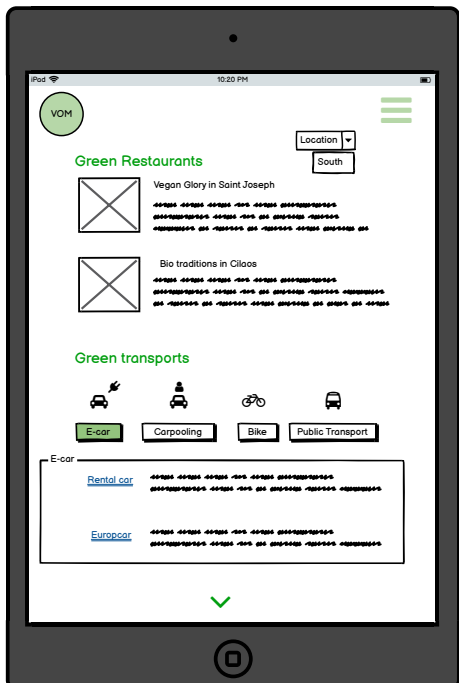 iPad 10:20 PM
VOM
Location
South
Green Restaurants
Vegan Glory in Saint Joseph
Bio traditions in Cilaos
Green transports
E-car Carpooling Bike Public Transport
E-car
Rental car
Europcar